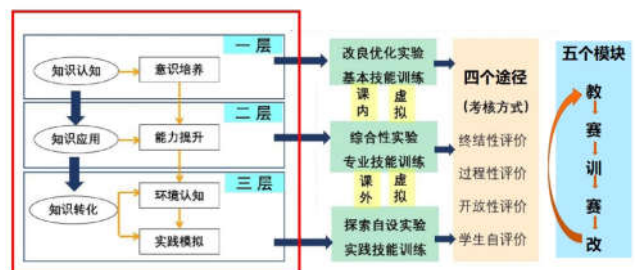 一层
知识认知
意识培养
二层
知识应用
能力提升
三层
知识转化
环境认知
实践模拟
改良优化实验
基本技能训练
课内
虚拟
综合性实验
专业技能训练
课外
虚拟
探索自设实验
实践技能训练
四个途径
(考核方式)
终结性评价
过程性评价
开放性评价
学生自评价
五个模块
教
赛
训
赛
改